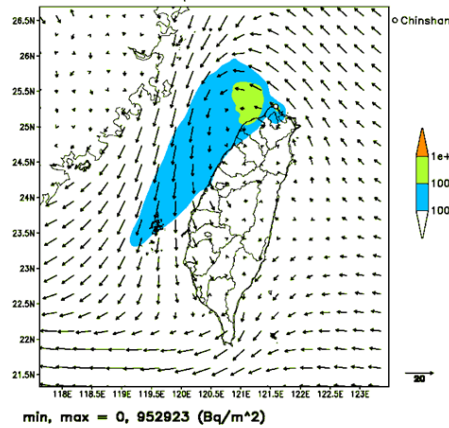 26.5N
Chinshan
26N
25.5N
25N
24.5N
24N
23.5N
23N
22.5N
22N
21.5N
1e+
100
100
118E 118.5E 119E 119.5E 120E 120.5E 121E 121.5E 122E 122.5E 123E
20
min, max = 0, 952923 (Bq/m^2)